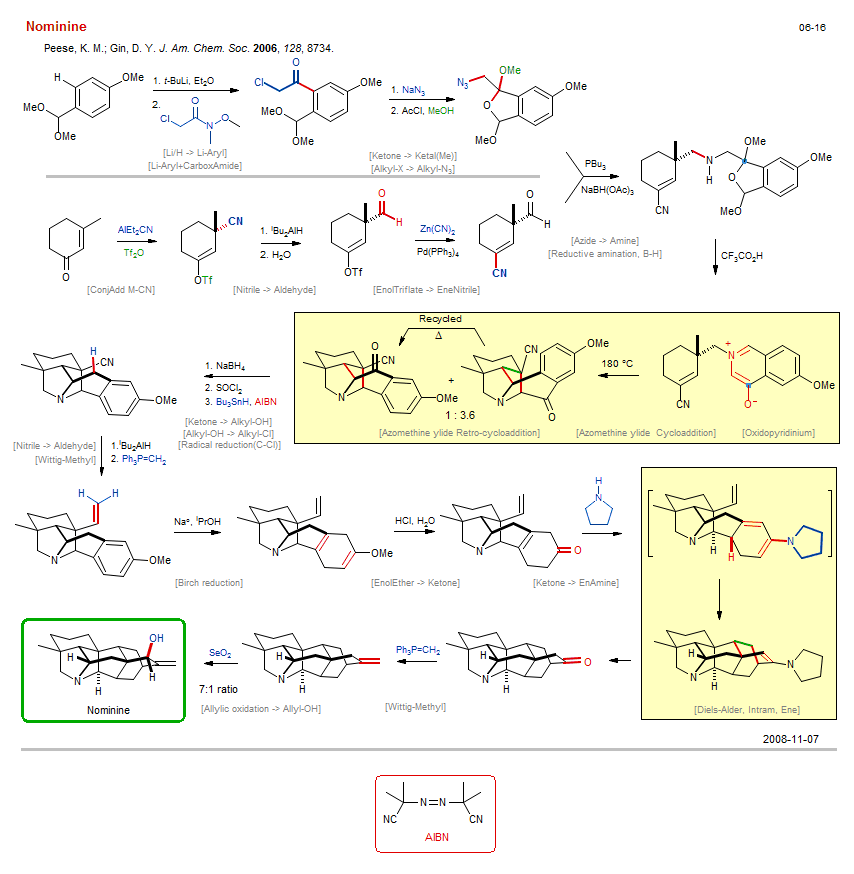 Nominine
06-16
Peese, K. M.; Gin, D. Y. J. Am. Chem. Soc. 2006, 128, 8734.
H
OMe
MeO
OMe
1. t-BuLi, Et₂O
2.
O
Cl
N
O
[Li/H -> Li-Aryl]
[Li-Aryl+CarboxAmide]
O
Cl
OMe
MeO
OMe
1. NaN₃
2. AcCl, MeOH
[Ketone -> Ketal(Me)]
[Alkyl-X -> Alkyl-N₃]
OMe
N₃
O
OMe
MeO
PBu₃
NaBH(OAc)₃
[Azide -> Amine]
[Reductive amination, B-H]
N
H
OMe
O
OMe
MeO
CN
O
AlEt₂CN
Tf₂O
[ConjAdd M-CN]
CN
OTf
1. ⁱBu₂AlH
2. H₂O
[Nitrile -> Aldehyde]
O
H
OTf
Zn(CN)₂
Pd(PPh₃)₄
[EnolTriflate -> EneNitrile]
O
H
CN
CF₃CO₂H
+
N
OMe
CN
O⁻
[Oxidopyridinium]
180 °C
[Azomethine ylide Cycloaddition]
Recycled
Δ
CN
OMe
N
O
+
1 : 3.6
O
CN
OMe
N
[Azomethine ylide Retro-cycloaddition]
1. NaBH₄
2. SOCl₂
3. Bu₃SnH, AIBN
[Ketone -> Alkyl-OH]
[Alkyl-OH -> Alkyl-Cl]
[Radical reduction(C-Cl)]
H
CN
N
OMe
[Nitrile -> Aldehyde]
[Wittig-Methyl]
1.ⁱBu₂AlH
2. Ph₃P=CH₂
H
H
N
OMe
Na°, ⁱPrOH
[Birch reduction]
N
OMe
HCl, H₂O
[EnolEther -> Ketone]
N
O
H
N
[Ketone -> EnAmine]
N
H
H
N
H
N
H
N
[Diels-Alder, Intram, Ene]
H
N
H
O
Ph₃P=CH₂
[Wittig-Methyl]
H
N
H
SeO₂
7:1 ratio
[Allylic oxidation -> Allyl-OH]
OH
H
N
H
H
Nominine
2008-11-07
N=N
NC
CN
AIBN